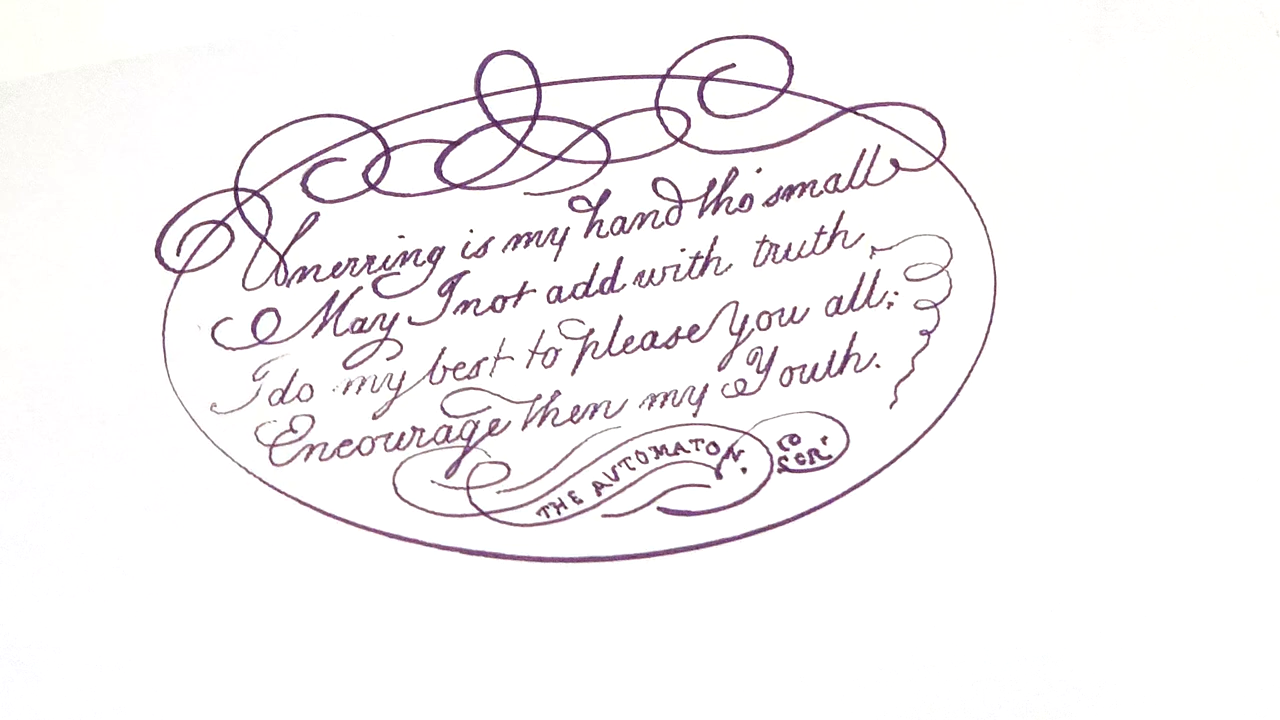 Unerring is my hand tho' small
May I not add with truth
I do my best to please You all;
Encourage then my Youth.
THE AUTOMATON.